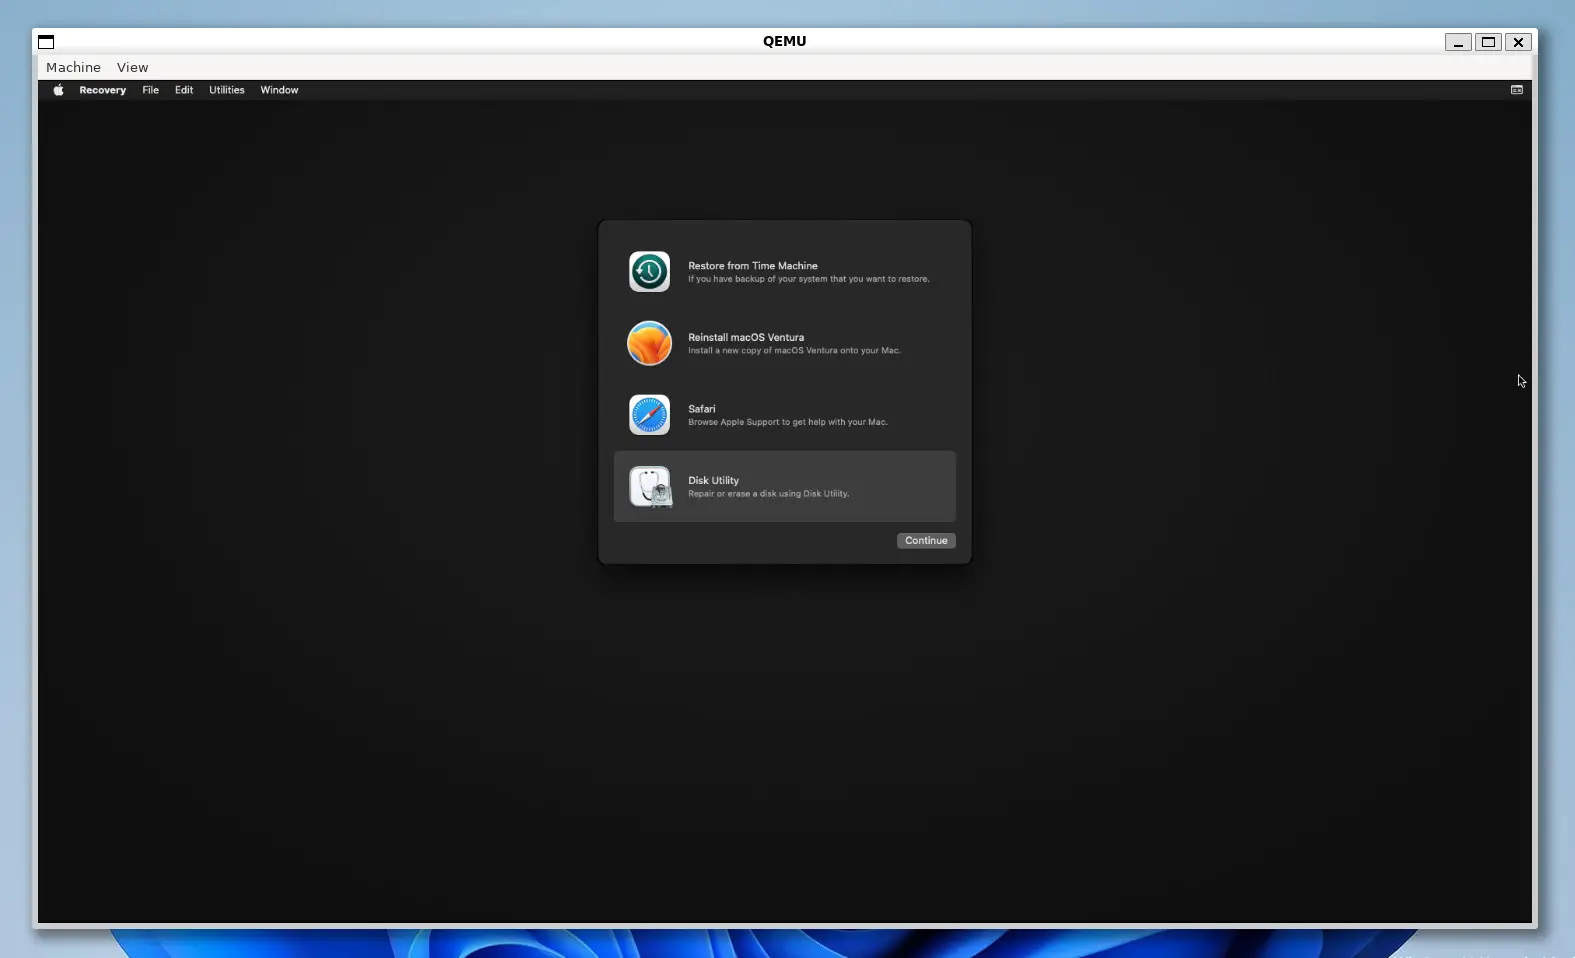 QEMU
Machine View
Recovery File Edit Utilities Window
Restore from Time Machine
If you have backup of your system that you want to restore.
Reinstall macOS Ventura
Install a new copy of macOS Ventura onto your Mac.
Safari
Browse Apple Support to get help with your Mac.
Disk Utility
Repair or erase a disk using Disk Utility.
Continue